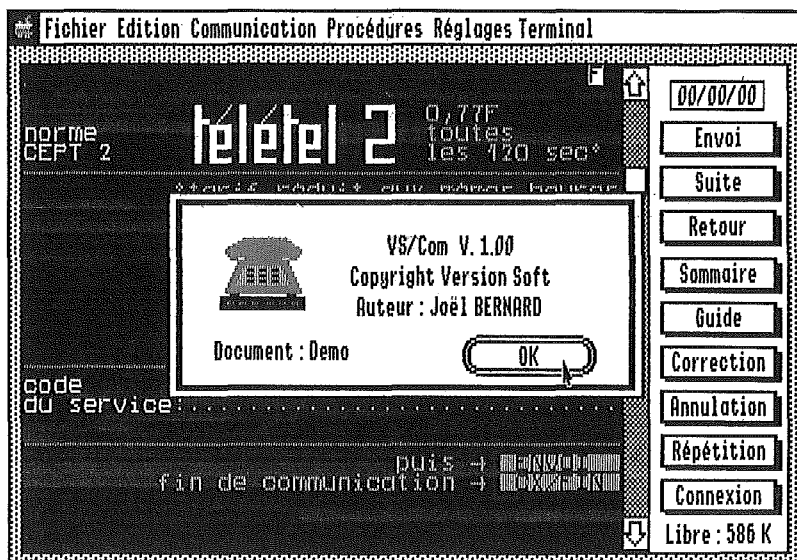 Fichier Edition Communication Procédures Réglages Terminal
F
norme
CEPT 2
télétel 2
0,77F
toutes
les 120 sec*
VS/Com V. 1.00
Copyright Version Soft
Auteur : Joël BERNARD
Document : Demo
OK
code
du service:
puis →
fin de communication →
00/00/00
Envoi
Suite
Retour
Sommaire
Guide
Correction
Annulation
Répétition
Connexion
Libre : 586 K